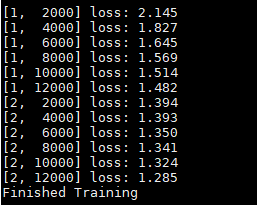 [1,  2000] loss: 2.145
[1,  4000] loss: 1.827
[1,  6000] loss: 1.645
[1,  8000] loss: 1.569
[1, 10000] loss: 1.514
[1, 12000] loss: 1.482
[2,  2000] loss: 1.394
[2,  4000] loss: 1.393
[2,  6000] loss: 1.350
[2,  8000] loss: 1.341
[2, 10000] loss: 1.324
[2, 12000] loss: 1.285
Finished Training